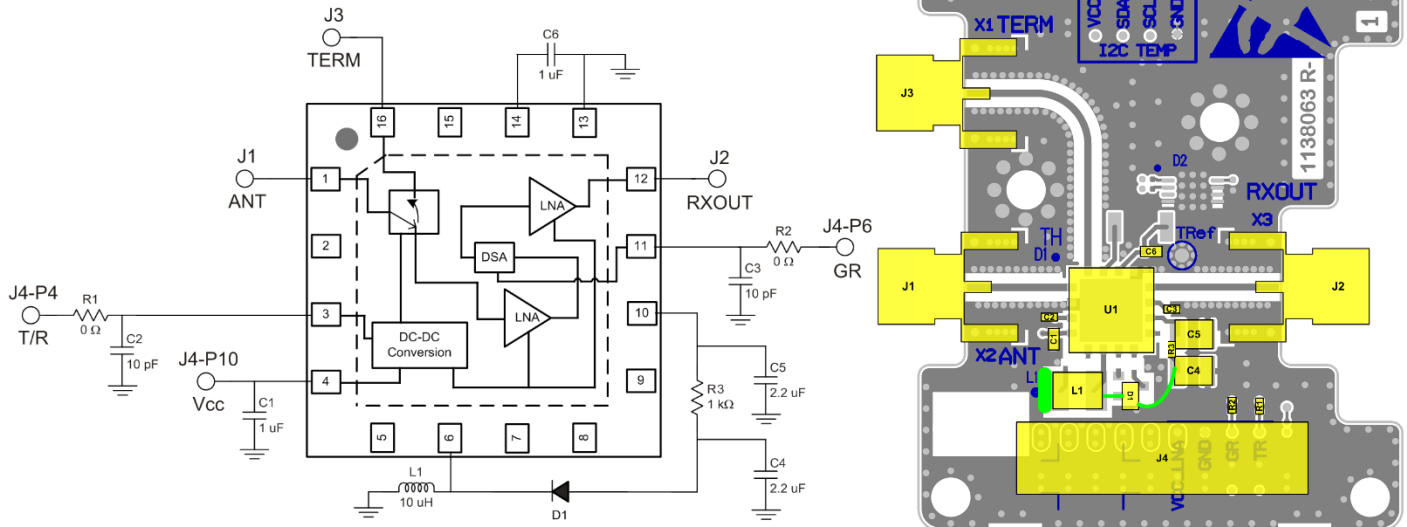 J3
TERM
C6
1 uF
16
15
14
13
J1
ANT
1
12
J2
RXOUT
LNA
2
11
R2
0 Ω
J4-P6
GR
DSA
C3
10 pF
J4-P4
T/R
R1
0 Ω
3
LNA
10
C2
10 pF
DC-DC
Conversion
J4-P10
Vcc
4
9
C5
2.2 uF
R3
1 kΩ
C1
1 uF
5
6
7
8
L1
10 uH
D1
C4
2.2 uF
X1 TERM
VCC
SDA
SCL
GND
I2C TEMP
1
J3
1138063 R-
D2
RXOUT
X3
TH
D1
TRef
C6
J1
U1
J2
C2
C1
C3
C5
R3
X2 ANT
L1
L1
D1
C4
R2
R1
J4
VCC_LNA
GND
GR
TR